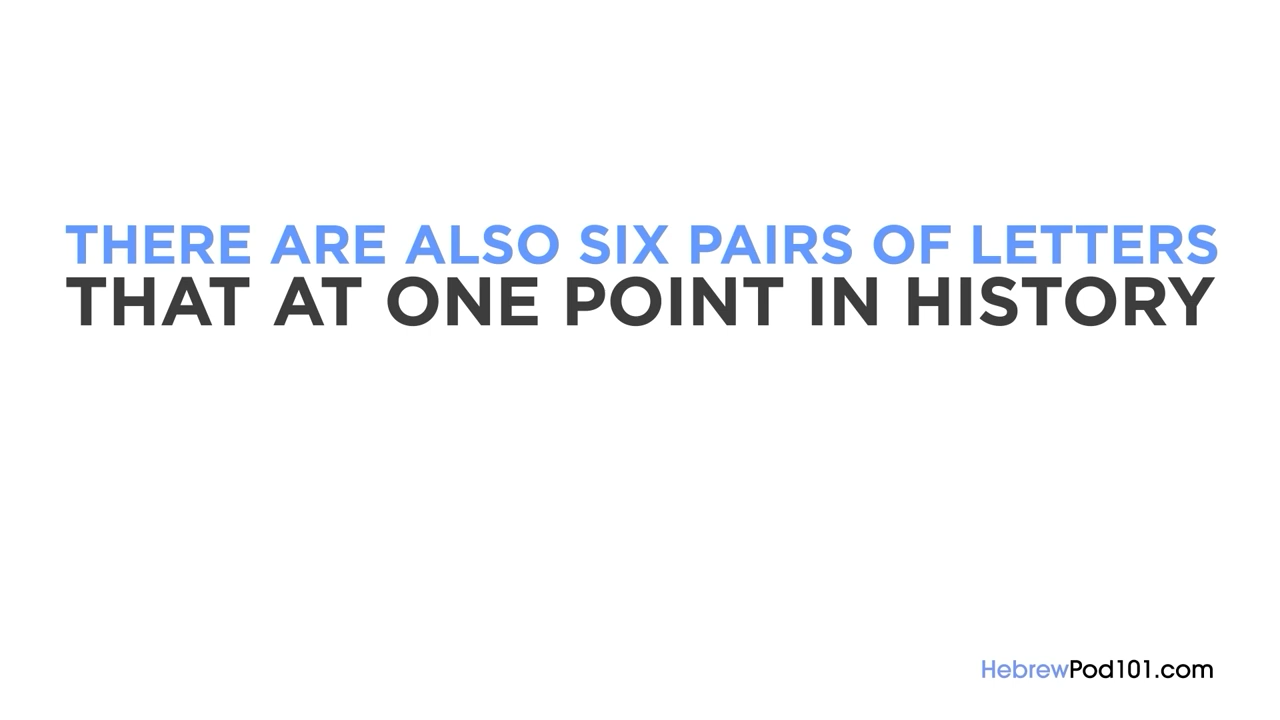 THERE ARE ALSO SIX PAIRS OF LETTERS
THAT AT ONE POINT IN HISTORY
HebrewPod101.com